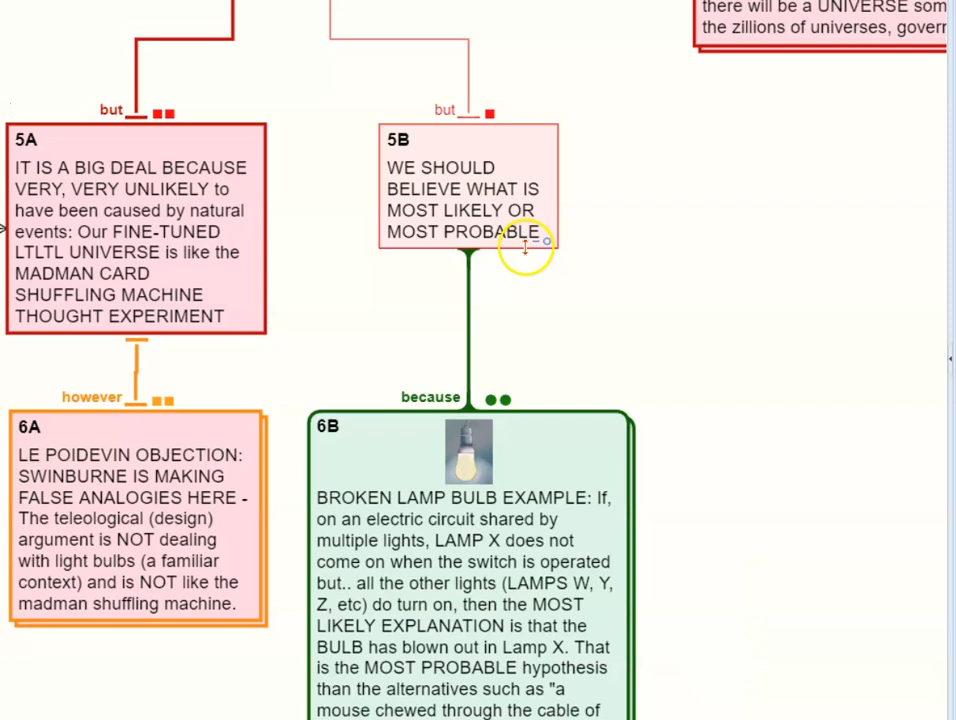 there will be a UNIVERSE som
the zillions of universes, govern
but
5A
IT IS A BIG DEAL BECAUSE
VERY, VERY UNLIKELY to
have been caused by natural
events: Our FINE-TUNED
LTLTL UNIVERSE is like the
MADMAN CARD
SHUFFLING MACHINE
THOUGHT EXPERIMENT
but
5B
WE SHOULD
BELIEVE WHAT IS
MOST LIKELY OR
MOST PROBABLE
however
6A
LE POIDEVIN OBJECTION:
SWINBURNE IS MAKING
FALSE ANALOGIES HERE -
The teleological (design)
argument is NOT dealing
with light bulbs (a familiar
context) and is NOT like the
madman shuffling machine.
because
6B
BROKEN LAMP BULB EXAMPLE: If,
on an electric circuit shared by
multiple lights, LAMP X does not
come on when the switch is operated
but.. all the other lights (LAMPS W, Y,
Z, etc) do turn on, then the MOST
LIKELY EXPLANATION is that the
BULB has blown out in Lamp X. That
is the MOST PROBABLE hypothesis
than the alternatives such as "a
mouse chewed through the cable of